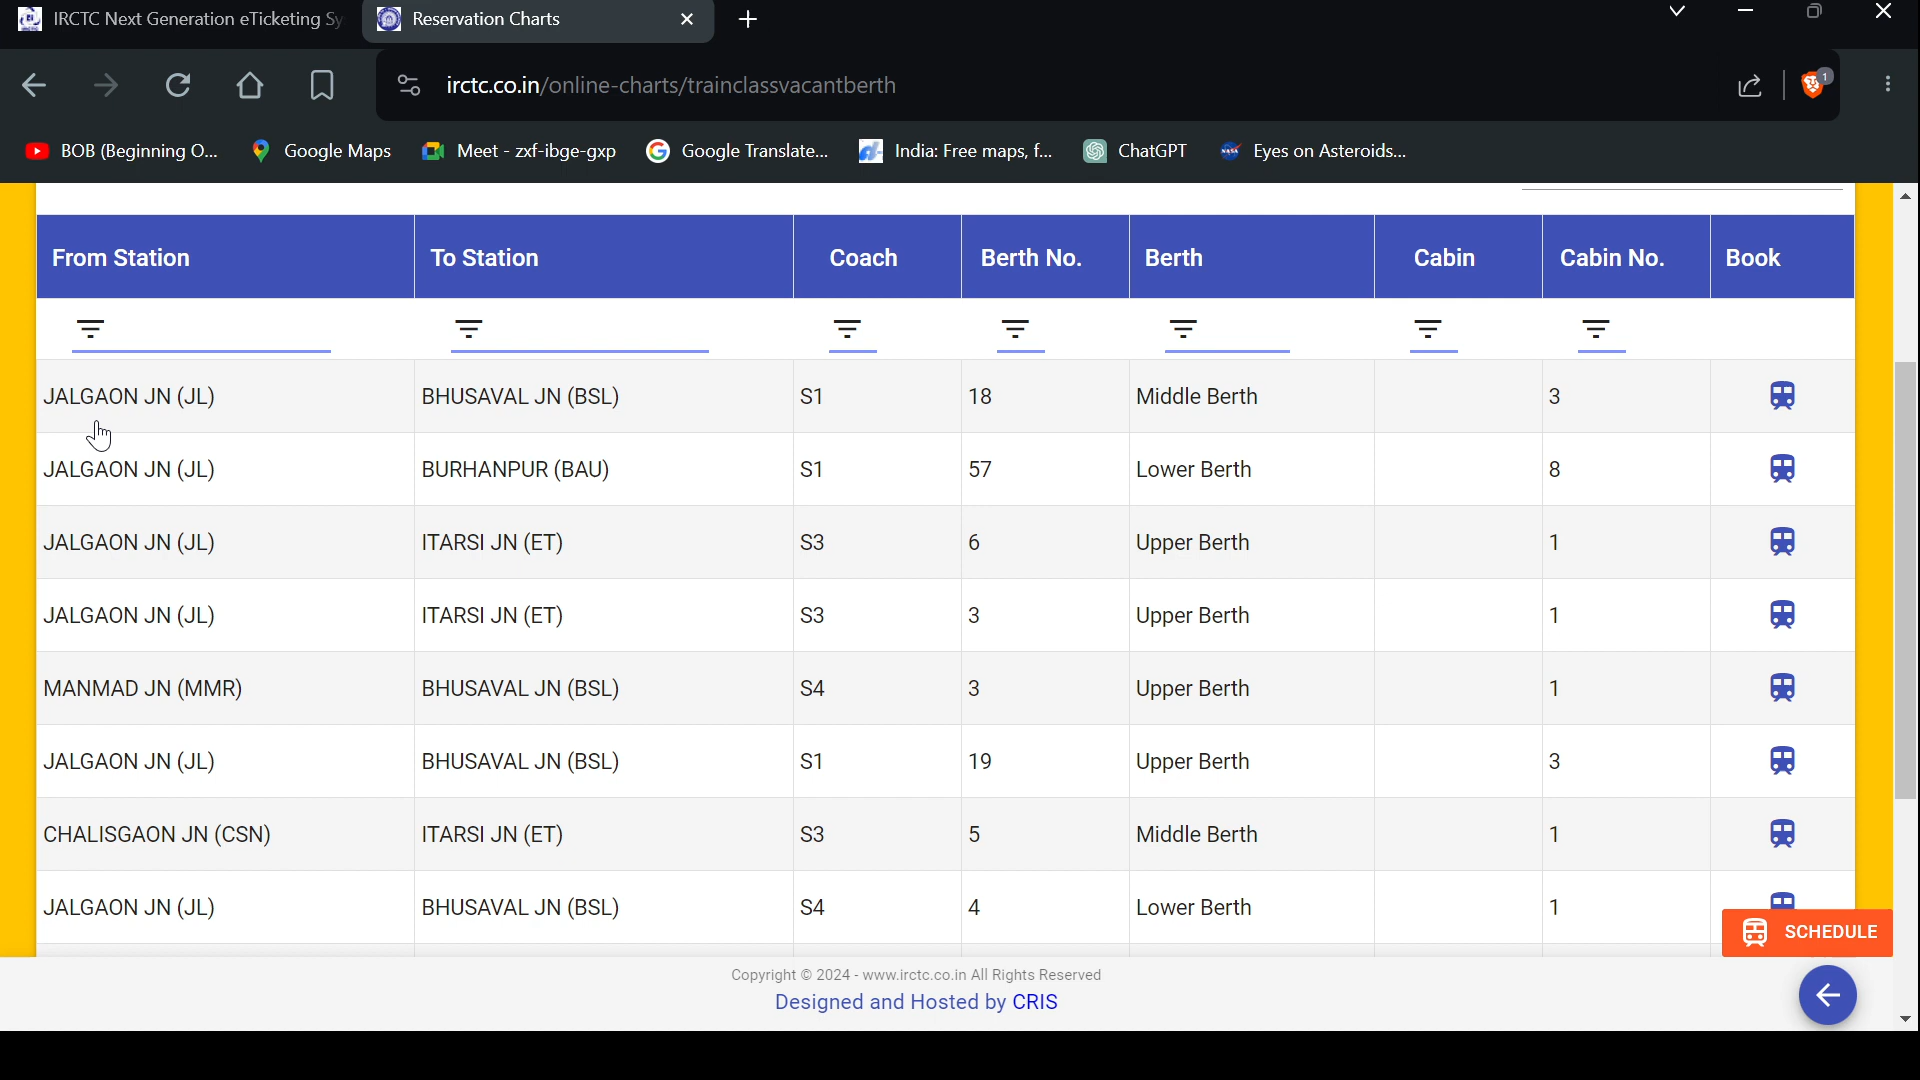 IRCTC Next Generation eTicketing Sy
Reservation Charts
irctc.co.in/online-charts/trainclassvacantberth
1
BOB (Beginning O...
Google Maps
Meet - zxf-ibge-gxp
Google Translate...
India: Free maps, f...
ChatGPT
Eyes on Asteroids...
From Station To Station Coach Berth No. Berth Cabin Cabin No. Book
JALGAON JN (JL) BHUSAVAL JN (BSL) S1 18 Middle Berth 3
JALGAON JN (JL) BURHANPUR (BAU) S1 57 Lower Berth 8
JALGAON JN (JL) ITARSI JN (ET) S3 6 Upper Berth 1
JALGAON JN (JL) ITARSI JN (ET) S3 3 Upper Berth 1
MANMAD JN (MMR) BHUSAVAL JN (BSL) S4 3 Upper Berth 1
JALGAON JN (JL) BHUSAVAL JN (BSL) S1 19 Upper Berth 3
CHALISGAON JN (CSN) ITARSI JN (ET) S3 5 Middle Berth 1
JALGAON JN (JL) BHUSAVAL JN (BSL) S4 4 Lower Berth 1
SCHEDULE
Copyright © 2024 - www.irctc.co.in All Rights Reserved
Designed and Hosted by CRIS